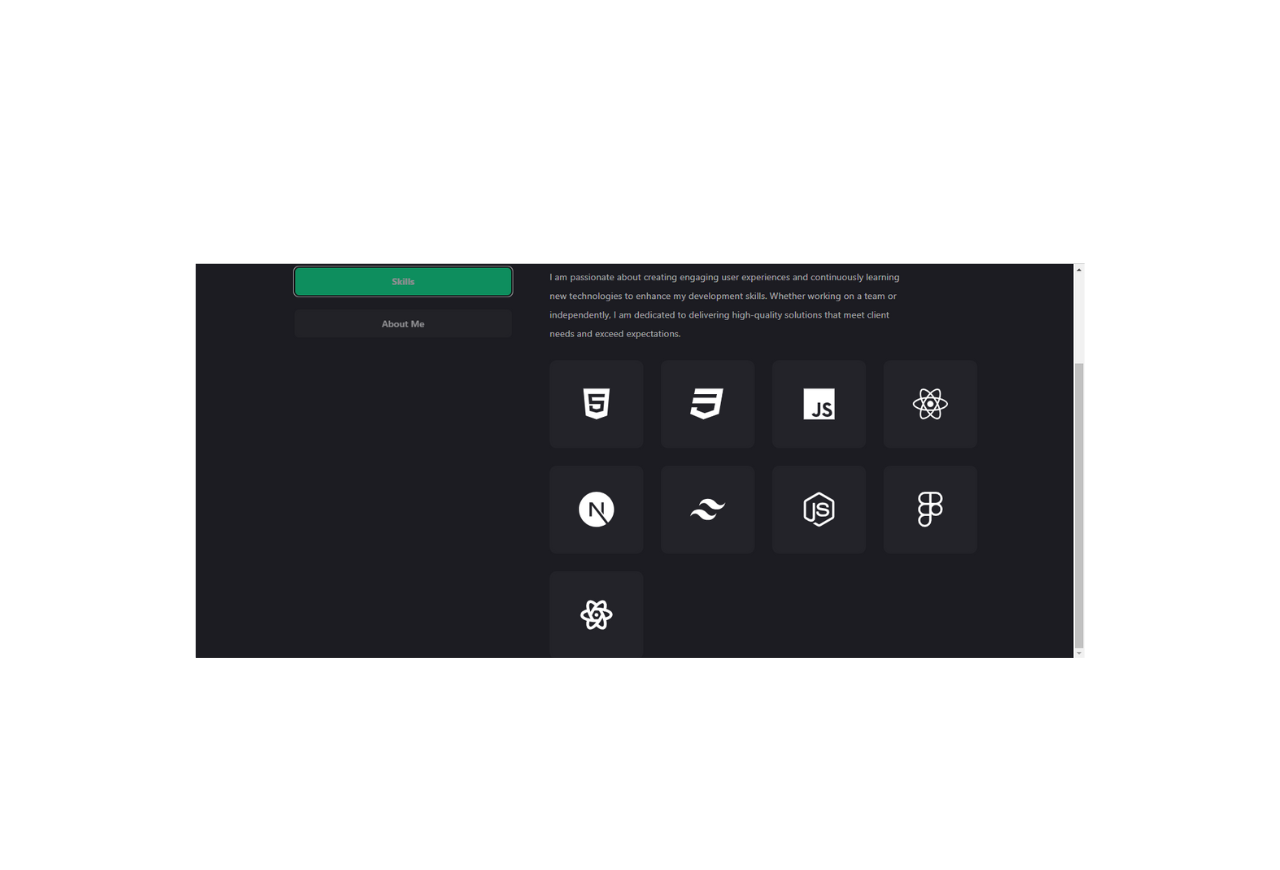 Skills
About Me
I am passionate about creating engaging user experiences and continuously learning
new technologies to enhance my development skills. Whether working on a team or
independently, I am dedicated to delivering high-quality solutions that meet client
needs and exceed expectations.
5
JS
N
JS